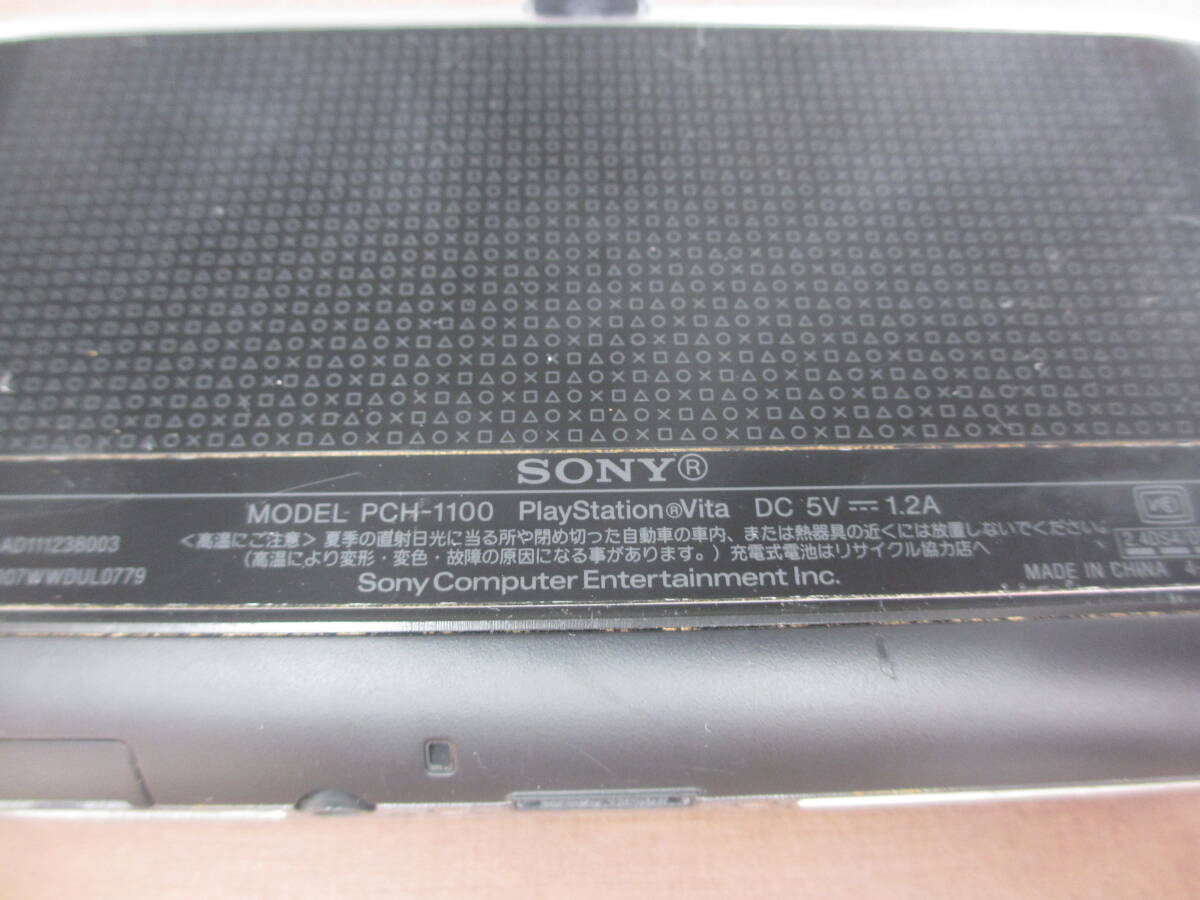 SONY®
MODEL PCH-1100 PlayStation®Vita DC 5V 1.2A
AD111238003
＜高温にご注意＞夏季の直射日光に当る所や閉め切った自動車の車内、または熱器具の近くには放置しないでください。
(高温により変形・変色・故障の原因になる事があります。) 充電式電池はリサイクル協力店へ
007WWDUL0779
Sony Computer Entertainment Inc.
MADE IN CHINA 4-